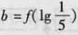 b = f(lg 1/5)